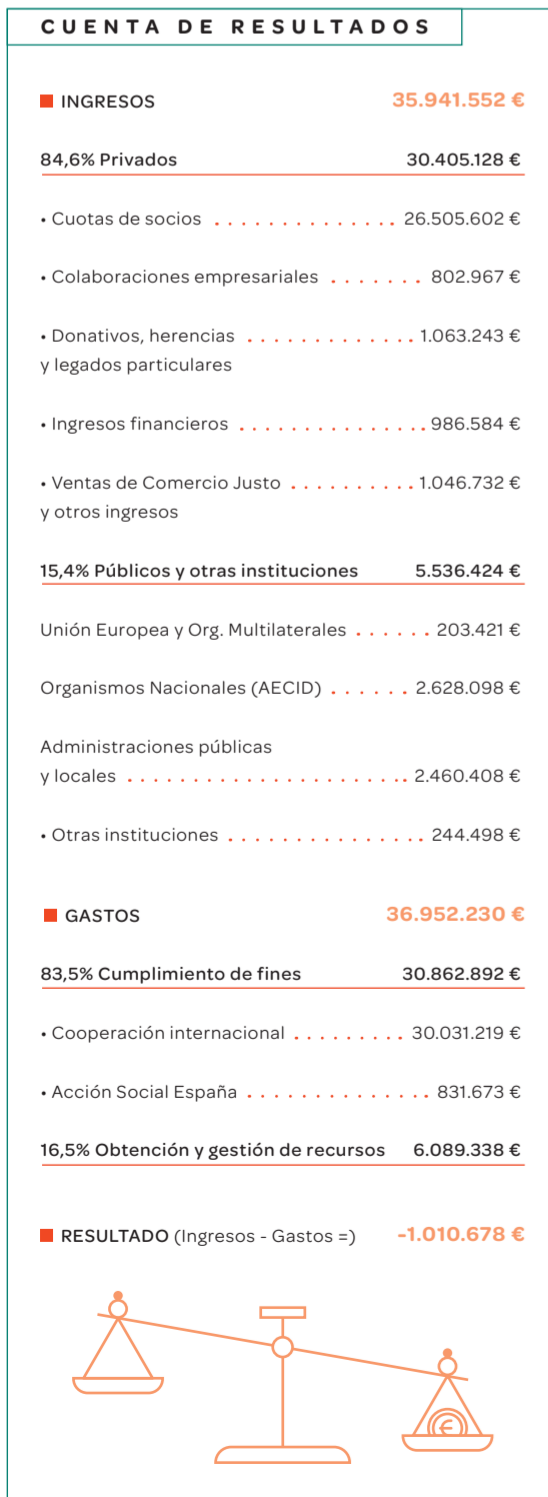 CUENTA DE RESULTADOS
INGRESOS 35.941.552 €
84,6% Privados 30.405.128 €
• Cuotas de socios . . . . . . . . . . . . . . 26.505.602 €
• Colaboraciones empresariales . . . . . . . 802.967 €
• Donativos, herencias . . . . . . . . . . . . . 1.063.243 €
y legados particulares
• Ingresos financieros . . . . . . . . . . . . . . . 986.584 €
• Ventas de Comercio Justo . . . . . . . . . . 1.046.732 €
y otros ingresos
15,4% Públicos y otras instituciones 5.536.424 €
Unión Europea y Org. Multilaterales . . . . . . 203.421 €
Organismos Nacionales (AECID) . . . . . . 2.628.098 €
Administraciones públicas
y locales . . . . . . . . . . . . . . . . . . . . . .. 2.460.408 €
• Otras instituciones . . . . . . . . . . . . . . . 244.498 €
GASTOS 36.952.230 €
83,5% Cumplimiento de fines 30.862.892 €
• Cooperación internacional . . . . . . . . . 30.031.219 €
• Acción Social España . . . . . . . . . . . . . . 831.673 €
16,5% Obtención y gestión de recursos 6.089.338 €
RESULTADO (Ingresos - Gastos =) -1.010.678 €
€